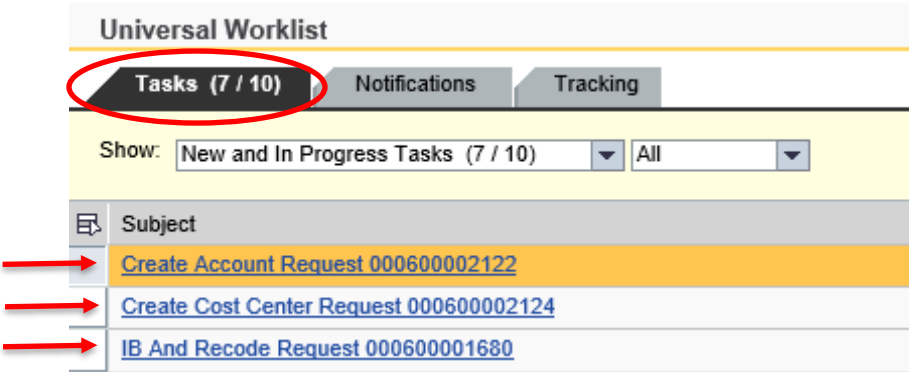 Universal Worklist
Tasks (7 / 10) Notifications Tracking
Show: New and In Progress Tasks (7 / 10) All
Subject
Create Account Request 000600002122
Create Cost Center Request 000600002124
IB And Recode Request 000600001680